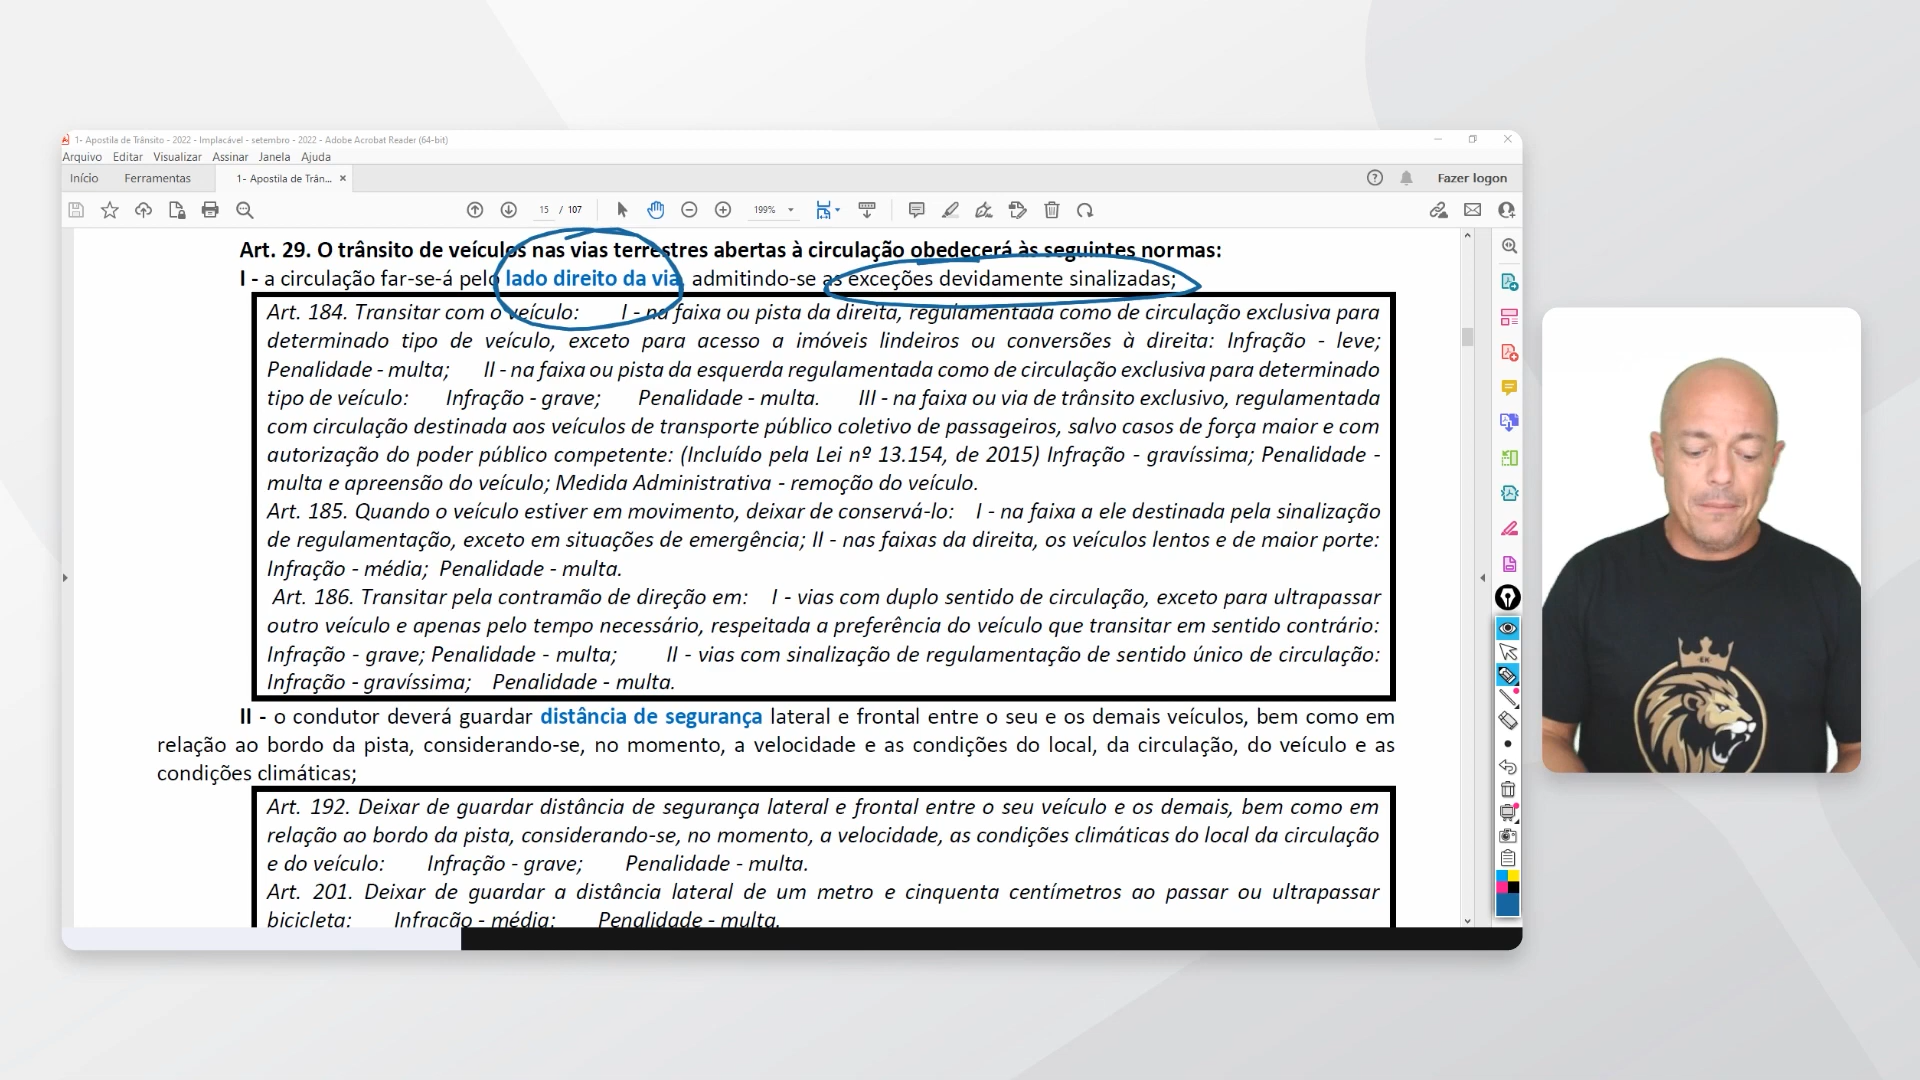 1- Apostila de Trânsito - 2022 - Implacável - setembro - 2022 - Adobe Acrobat Reader (64-bit)
Arquivo Editar Visualizar Assinar Janela Ajuda
Início Ferramentas 1- Apostila de Trân... × Fazer logon
15 / 107 199%
Art. 29. O trânsito de veículos nas vias terrestres abertas à circulação obedecerá às seguintes normas:
I - a circulação far-se-á pelo lado direito da via, admitindo-se as exceções devidamente sinalizadas;
Art. 184. Transitar com o veículo: I - na faixa ou pista da direita, regulamentada como de circulação exclusiva para
determinado tipo de veículo, exceto para acesso a imóveis lindeiros ou conversões à direita: Infração - leve;
Penalidade - multa; II - na faixa ou pista da esquerda regulamentada como de circulação exclusiva para determinado
tipo de veículo: Infração - grave; Penalidade - multa. III - na faixa ou via de trânsito exclusivo, regulamentada
com circulação destinada aos veículos de transporte público coletivo de passageiros, salvo casos de força maior e com
autorização do poder público competente: (Incluído pela Lei nº 13.154, de 2015) Infração - gravíssima; Penalidade -
multa e apreensão do veículo; Medida Administrativa - remoção do veículo.
Art. 185. Quando o veículo estiver em movimento, deixar de conservá-lo: I - na faixa a ele destinada pela sinalização
de regulamentação, exceto em situações de emergência; II - nas faixas da direita, os veículos lentos e de maior porte:
Infração - média; Penalidade - multa.
Art. 186. Transitar pela contramão de direção em: I - vias com duplo sentido de circulação, exceto para ultrapassar
outro veículo e apenas pelo tempo necessário, respeitada a preferência do veículo que transitar em sentido contrário:
Infração - grave; Penalidade - multa; II - vias com sinalização de regulamentação de sentido único de circulação:
Infração - gravíssima; Penalidade - multa.
II - o condutor deverá guardar distância de segurança lateral e frontal entre o seu e os demais veículos, bem como em
relação ao bordo da pista, considerando-se, no momento, a velocidade e as condições do local, da circulação, do veículo e as
condições climáticas;
Art. 192. Deixar de guardar distância de segurança lateral e frontal entre o seu veículo e os demais, bem como em
relação ao bordo da pista, considerando-se, no momento, a velocidade, as condições climáticas do local da circulação
e do veículo: Infração - grave; Penalidade - multa.
Art. 201. Deixar de guardar a distância lateral de um metro e cinquenta centímetros ao passar ou ultrapassar
bicicleta: Infração - média; Penalidade - multa.
EK